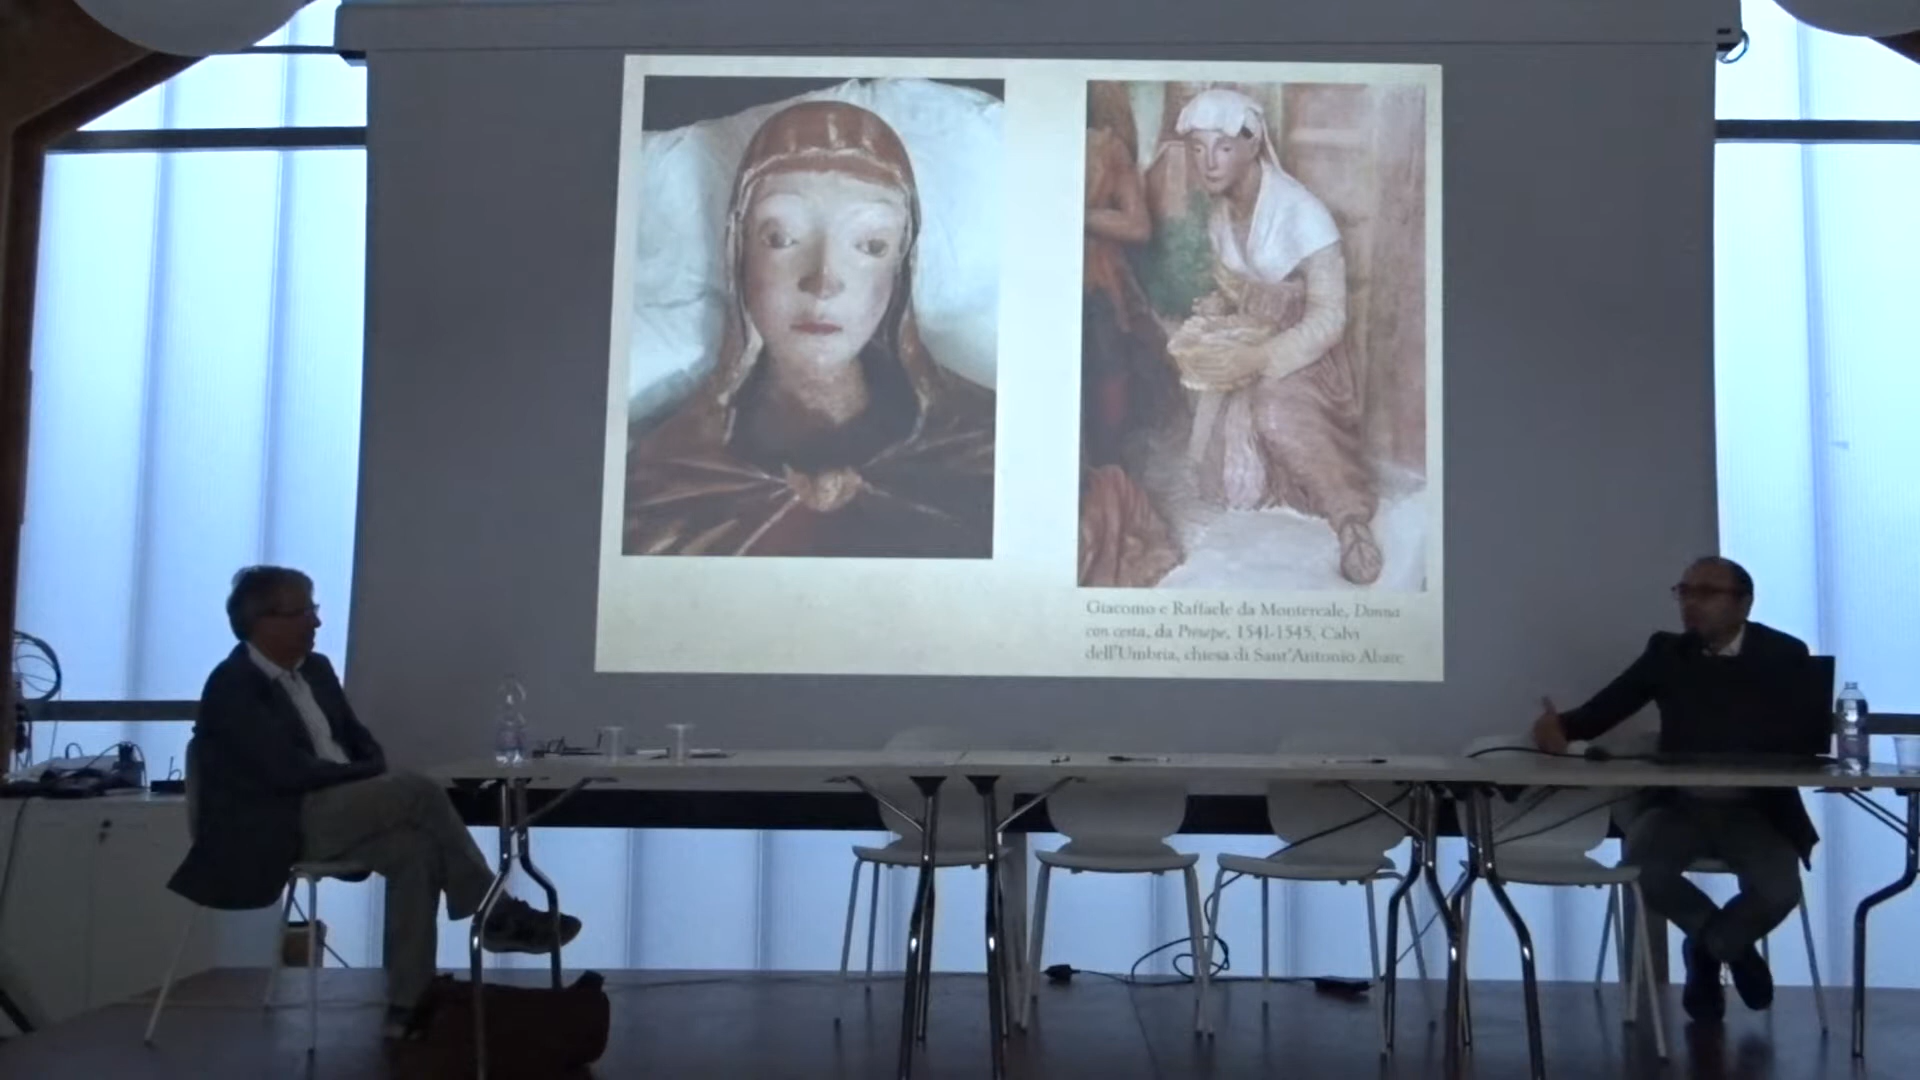 Giacomo e Raffaele da Montereale, Donna
con cesta, da Presepe, 1541-1545, Calvi
dell'Umbria, chiesa di Sant'Antonio Abate